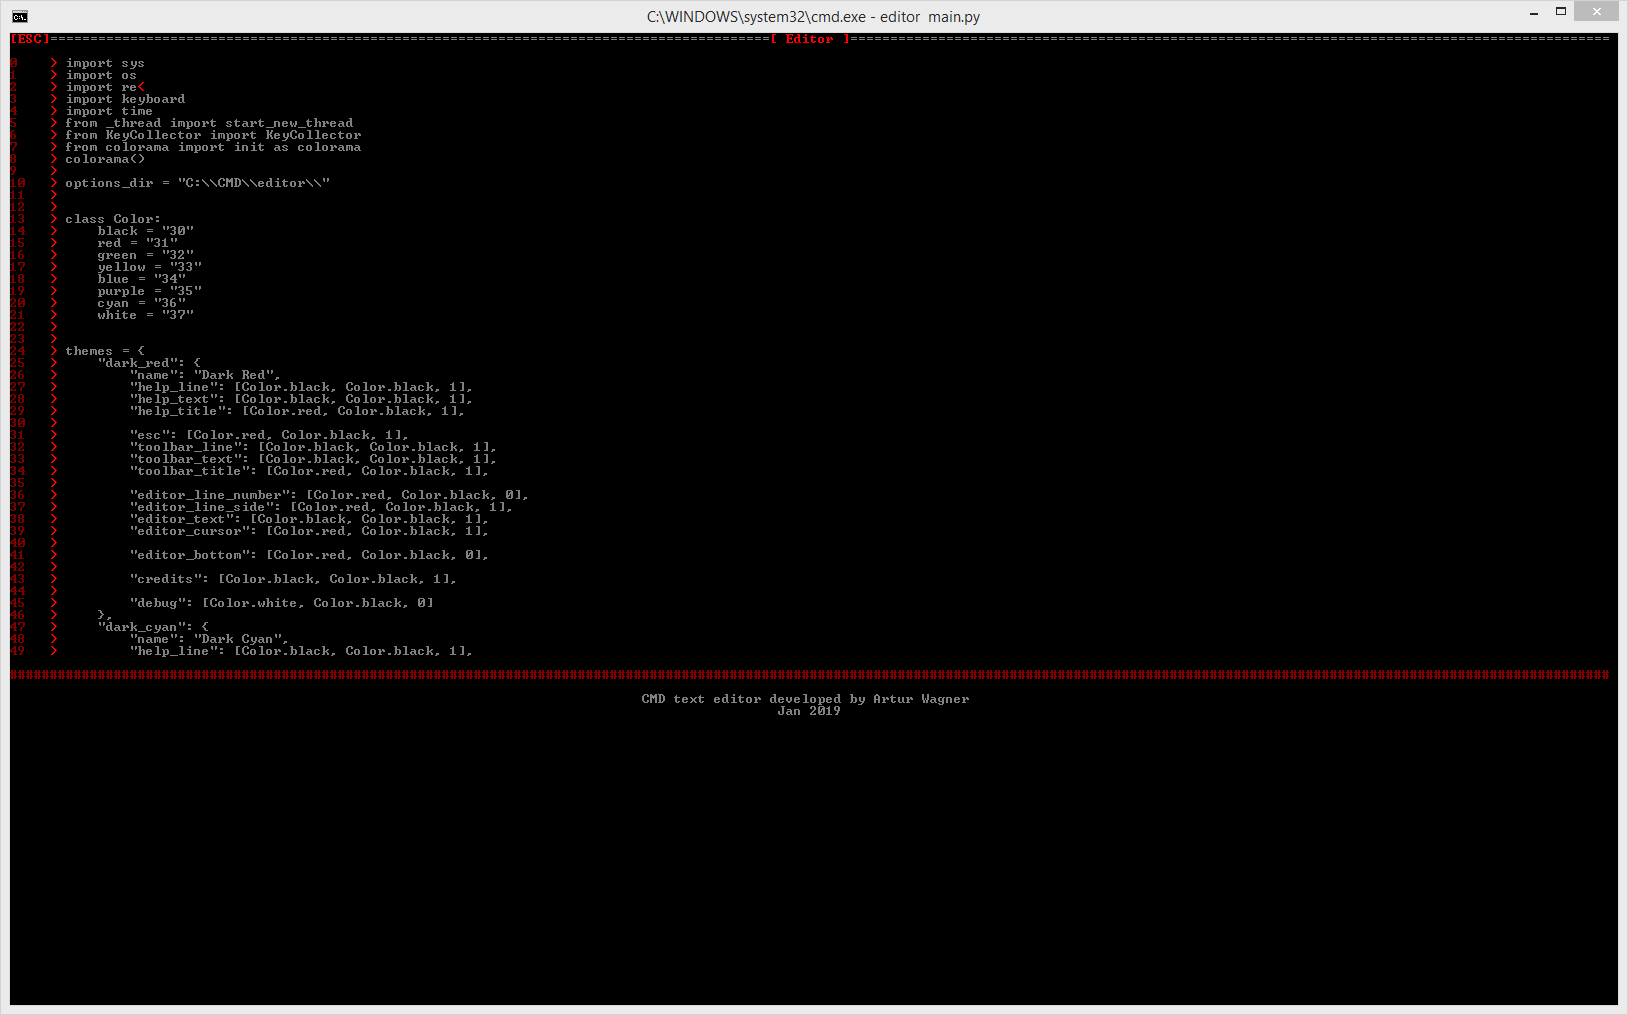 C:\WINDOWS\system32\cmd.exe - editor  main.py
[ESC]==========================================================================================[ Editor ]===============================================================================================
0    > import sys
1    > import os
2    > import re<
3    > import keyboard
4    > import time
5    > from _thread import start_new_thread
6    > from KeyCollector import KeyCollector
7    > from colorama import init as colorama
8    > colorama()
9    >
10   > options_dir = "C:\\CMD\\editor\\"
11   >
12   >
13   > class Color:
14   >     black = "30"
15   >     red = "31"
16   >     green = "32"
17   >     yellow = "33"
18   >     blue = "34"
19   >     purple = "35"
20   >     cyan = "36"
21   >     white = "37"
22   >
23   >
24   > themes = {
25   >     "dark_red": {
26   >         "name": "Dark Red",
27   >         "help_line": [Color.black, Color.black, 1],
28   >         "help_text": [Color.black, Color.black, 1],
29   >         "help_title": [Color.red, Color.black, 1],
30   >
31   >         "esc": [Color.red, Color.black, 1],
32   >         "toolbar_line": [Color.black, Color.black, 1],
33   >         "toolbar_text": [Color.black, Color.black, 1],
34   >         "toolbar_title": [Color.red, Color.black, 1],
35   >
36   >         "editor_line_number": [Color.red, Color.black, 0],
37   >         "editor_line_side": [Color.red, Color.black, 1],
38   >         "editor_text": [Color.black, Color.black, 1],
39   >         "editor_cursor": [Color.red, Color.black, 1],
40   >
41   >         "editor_bottom": [Color.red, Color.black, 0],
42   >
43   >         "credits": [Color.black, Color.black, 1],
44   >
45   >         "debug": [Color.white, Color.black, 0]
46   >     },
47   >     "dark_cyan": {
48   >         "name": "Dark Cyan",
49   >         "help_line": [Color.black, Color.black, 1],
########################################################################################################################################################################################################
CMD text editor developed by Artur Wagner
Jan 2019